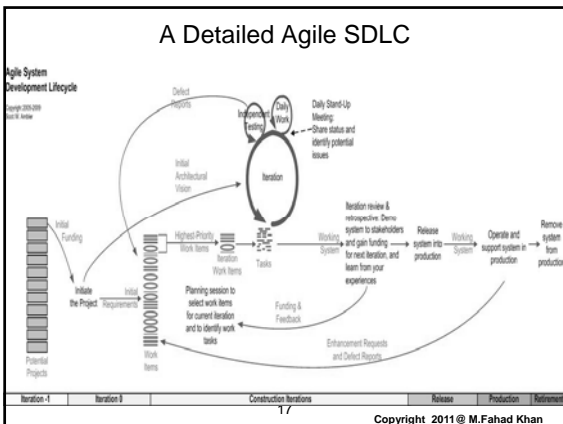 A Detailed Agile SDLC
Agile System
Development Lifecycle
Copyright 2005-2009
Scott W. Ambler
Defect
Reports
Independent
Testing
Daily
Work
Daily Stand-Up
Meeting:
Share status and
identify potential
issues
Initial
Architectural
Vision
Iteration
Initial
Funding
Highest-Priority
Work Items
Iteration
Work Items
Tasks
Working
System
Iteration review &
retrospective: Demo
system to stakeholders
and gain funding
for next iteration, and
learn from your
experiences
Release
system into
production
Working
System
Operate and
support system in
production
Remove
system
from
production
Initiate
the Project
Initial
Requirements
Planning session to
select work items
for current iteration
and to identify work
tasks
Funding &
Feedback
Enhancement Requests
and Defect Reports
Potential
Projects
Work
Items
Iteration -1
Iteration 0
Construction Iterations
Release
Production
Retirement
17
Copyright 2011@ M.Fahad Khan